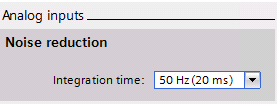 Analog inputs
Noise reduction
Integration time: 50 Hz (20 ms)